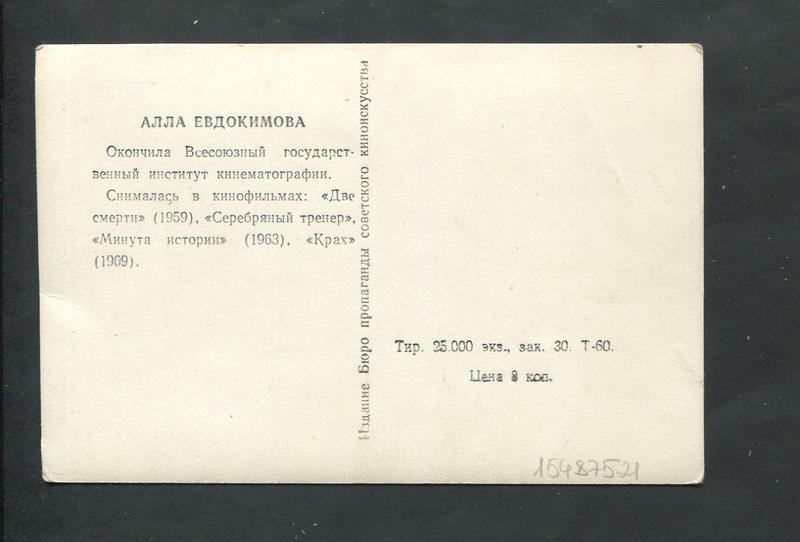 АЛЛА ЕВДОКИМОВА
Окончила Всесоюзный государст-
венный институт кинематографии.
Снималась в кинофильмах: «Две
смерти» (1959), «Серебряный тренер»,
«Минута истории» (1963), «Крах»
(1969).
Издание Бюро пропаганды советского киноискусства
Тир. 25.000 экз., зак. 30. Т-60.
Цена 8 коп.
15487521